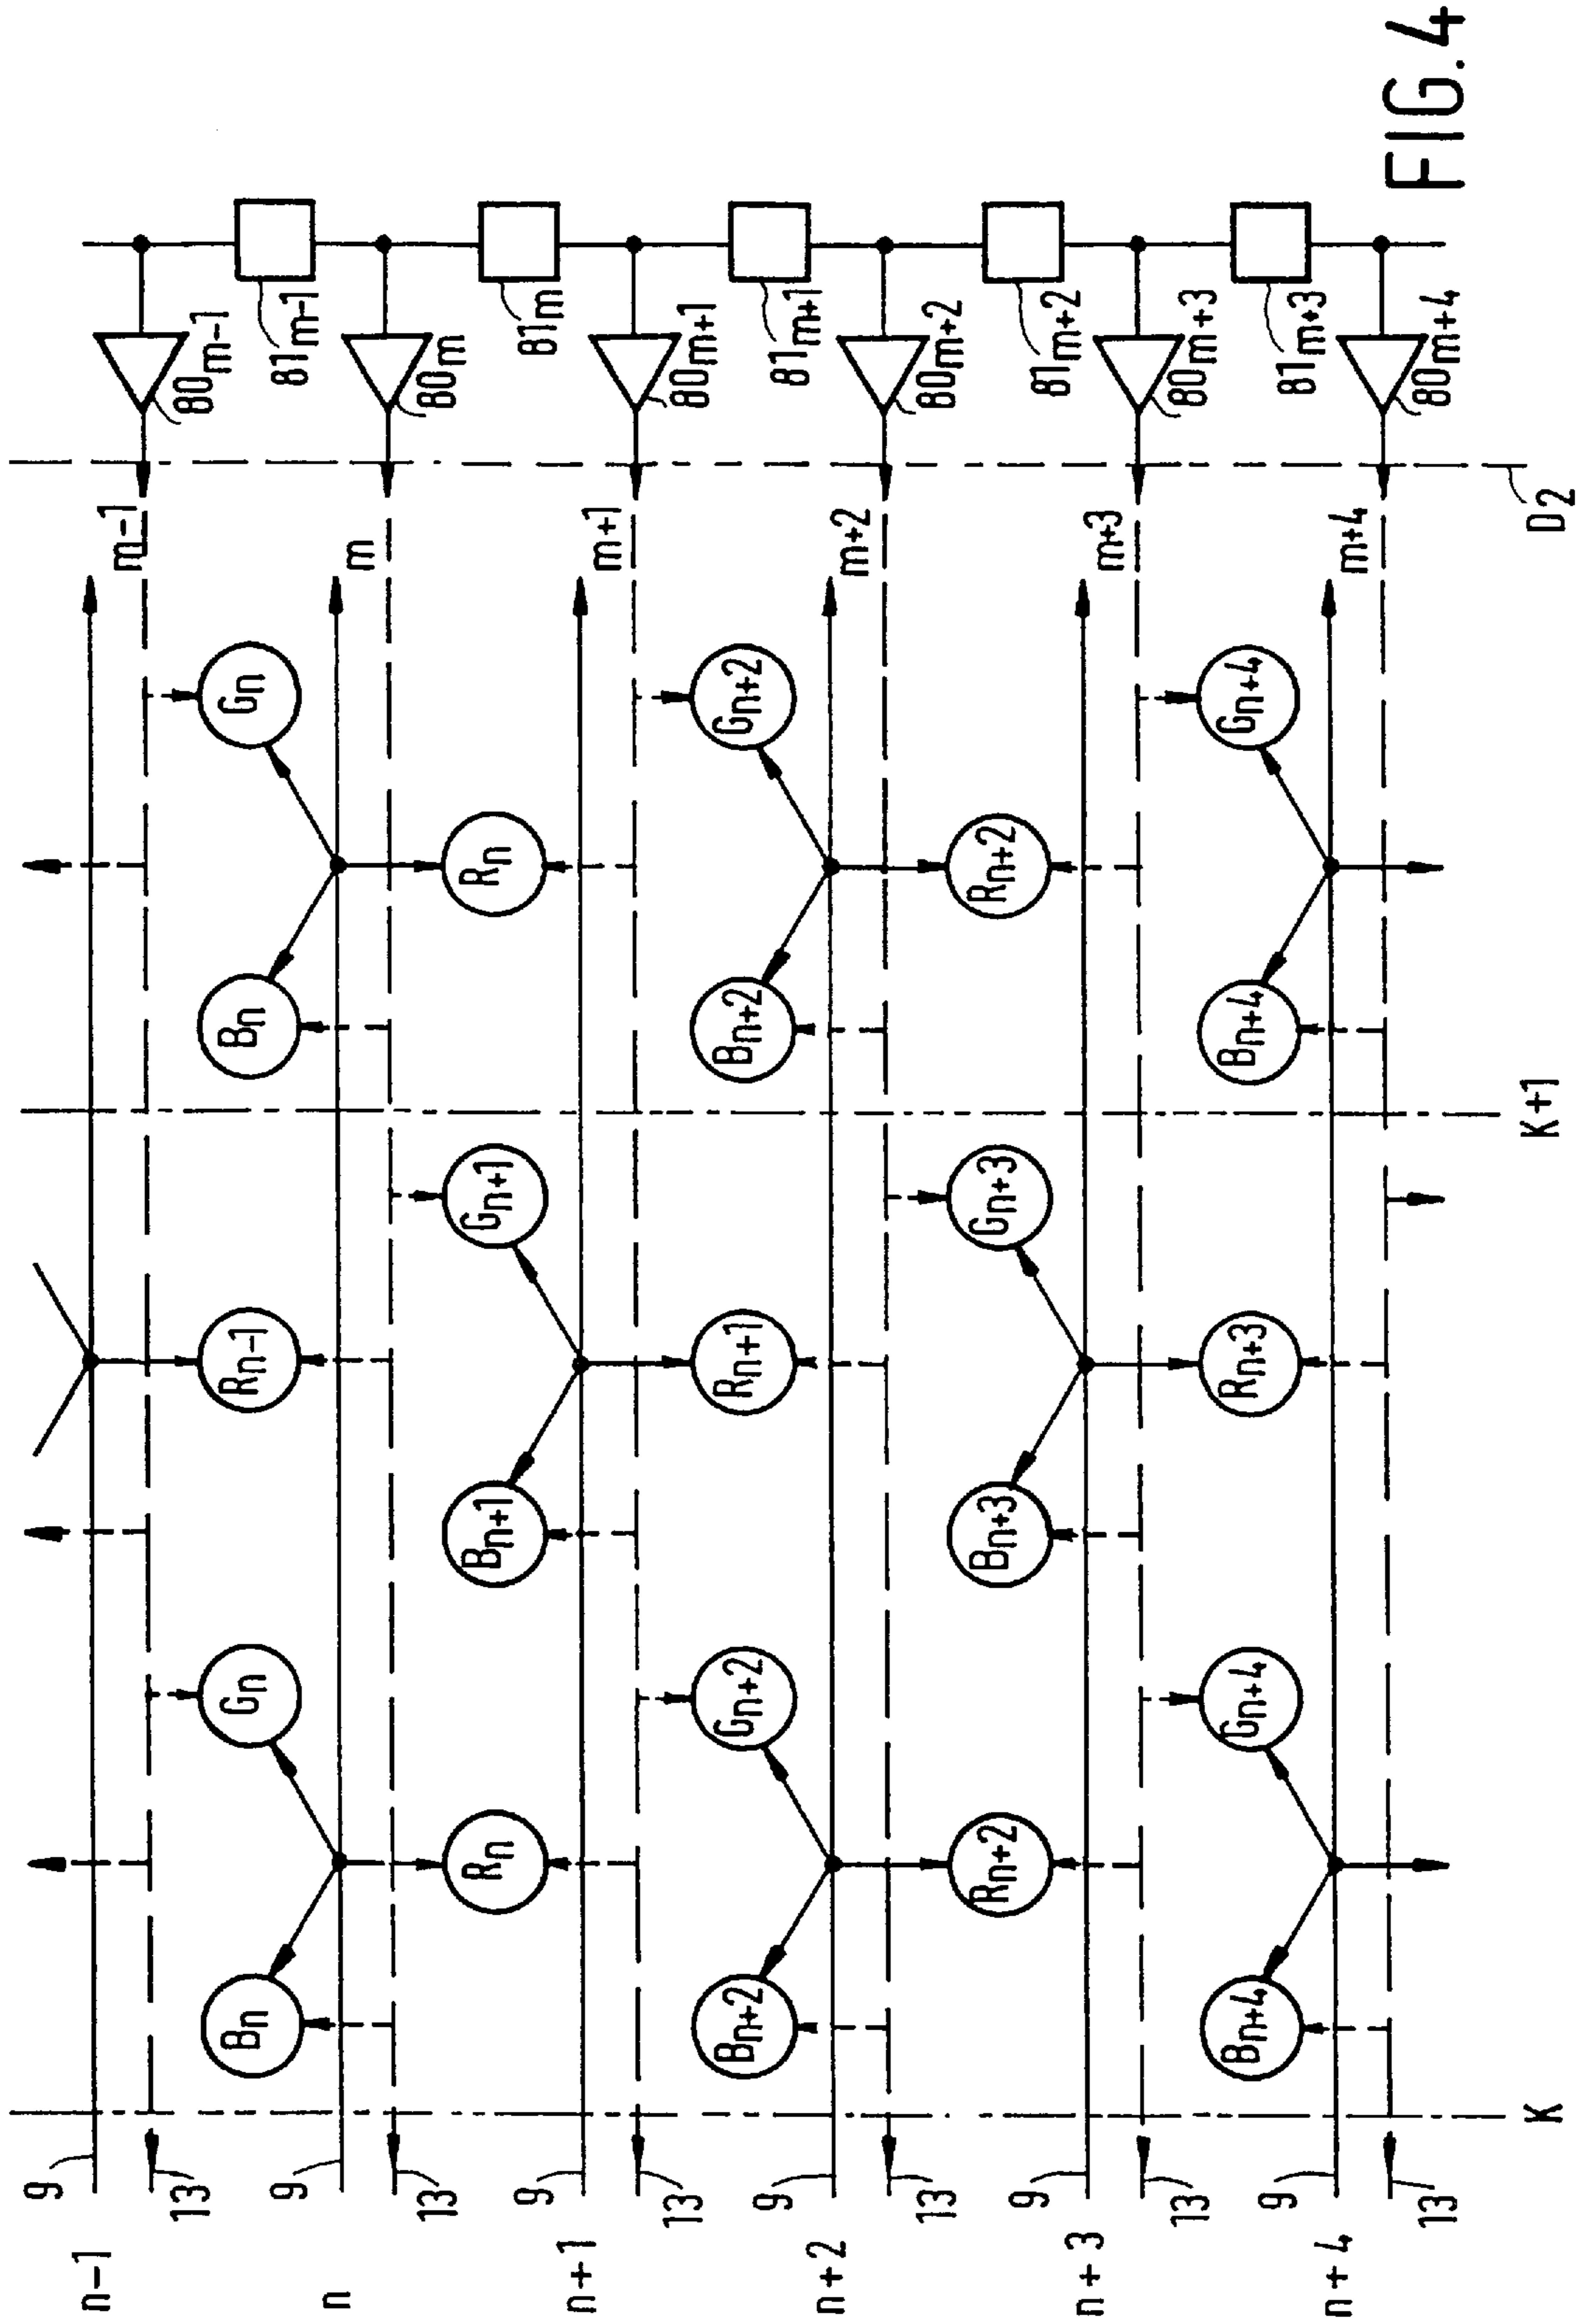 n-1 9 m-1
13 80m-1
Bn Gn Rn-1 Bn Gn
81m-1
n 9 m
13 80m
Rn Bn+1 Gn+1 Rn
81m
n+1 9 m+1
13 80m+1
Bn+2 Gn+2 Rn+1 Bn+2 Gn+2
81m+1
n+2 9 m+2
13 80m+2
Rn+2 Bn+3 Gn+3 Rn+2
81m+2
n+3 9 m+3
13 80m+3
Bn+4 Gn+4 Rn+3 Bn+4 Gn+4
81m+3
n+4 9 m+4
13 80m+4
K K+1 D2
FIG.4